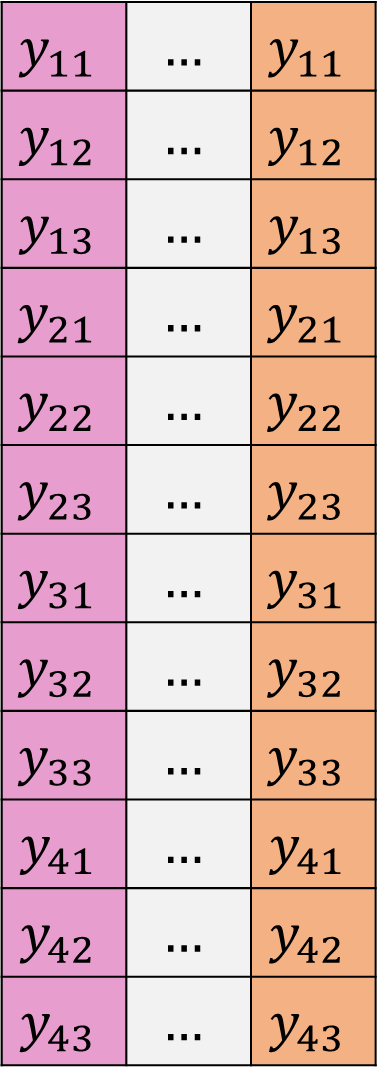 y₁₁ ... y₁₁
y₁₂ ... y₁₂
y₁₃ ... y₁₃
y₂₁ ... y₂₁
y₂₂ ... y₂₂
y₂₃ ... y₂₃
y₃₁ ... y₃₁
y₃₂ ... y₃₂
y₃₃ ... y₃₃
y₄₁ ... y₄₁
y₄₂ ... y₄₂
y₄₃ ... y₄₃